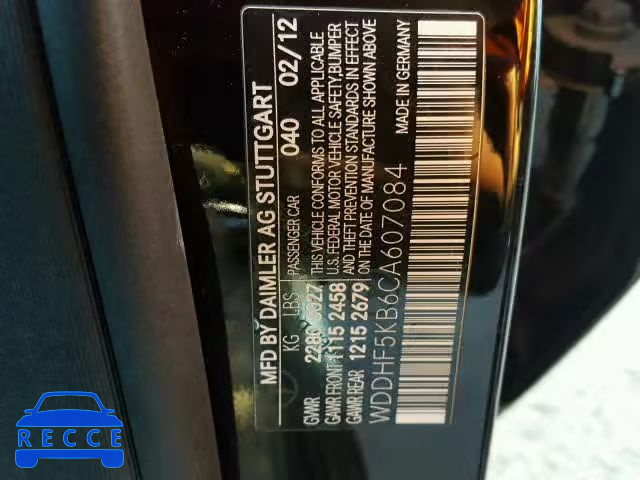 MFD BY DAIMLER AG STUTTGART
040 02/12
KG LBS PASSENGER CAR
GVWR 2280 5027 THIS VEHICLE CONFORMS TO ALL APPLICABLE
GAWR FRONT 1115 2458 U.S. FEDERAL MOTOR VEHICLE SAFETY, BUMPER
GAWR REAR 1215 2679 AND THEFT PREVENTION STANDARDS IN EFFECT
ON THE DATE OF MANUFACTURE SHOWN ABOVE
WDDHF5KB6CA607084 MADE IN GERMANY
RECCE